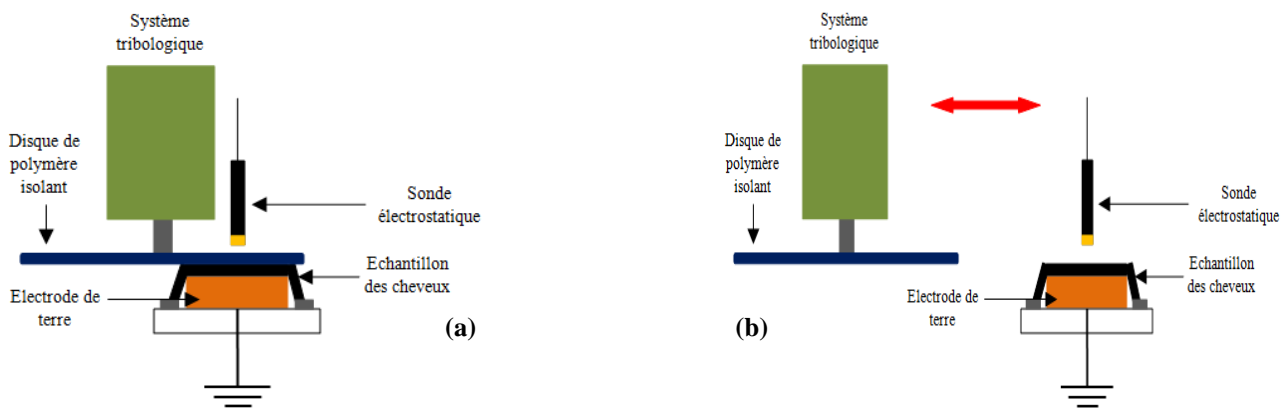 Système
tribologique
Disque de
polymère
isolant
Sonde
électrostatique
Echantillon
des cheveux
Electrode de
terre
(a)
Système
tribologique
Disque de
polymère
isolant
Sonde
électrostatique
Echantillon
des cheveux
Electrode de
terre
(b)